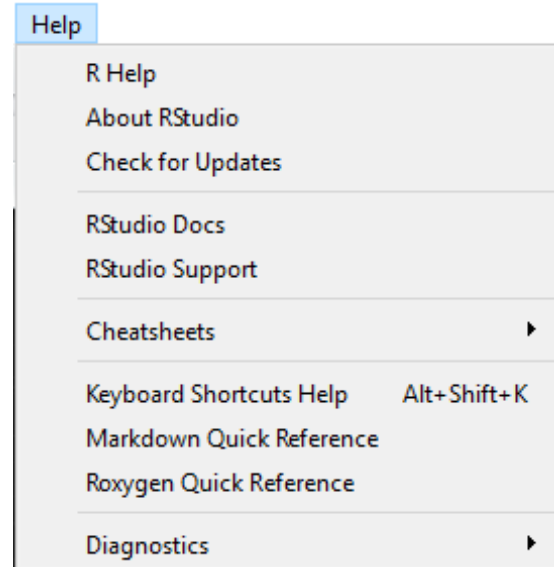 Help
R Help
About RStudio
Check for Updates
RStudio Docs
RStudio Support
Cheatsheets
Keyboard Shortcuts Help Alt+Shift+K
Markdown Quick Reference
Roxygen Quick Reference
Diagnostics